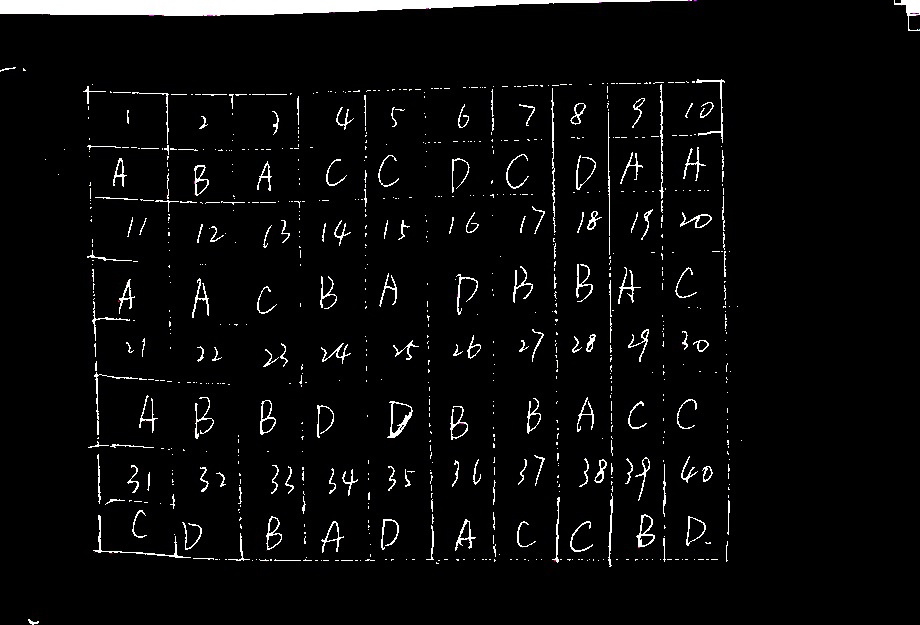 1 2 3 4 5 6 7 8 9 10
A B A C C D C D A A
11 12 13 14 15 16 17 18 19 20
A A C B A D B B A C
21 22 23 24 25 26 27 28 29 30
A B B D D B B A C C
31 32 33 34 35 36 37 38 39 40
C D B A D A C C B D